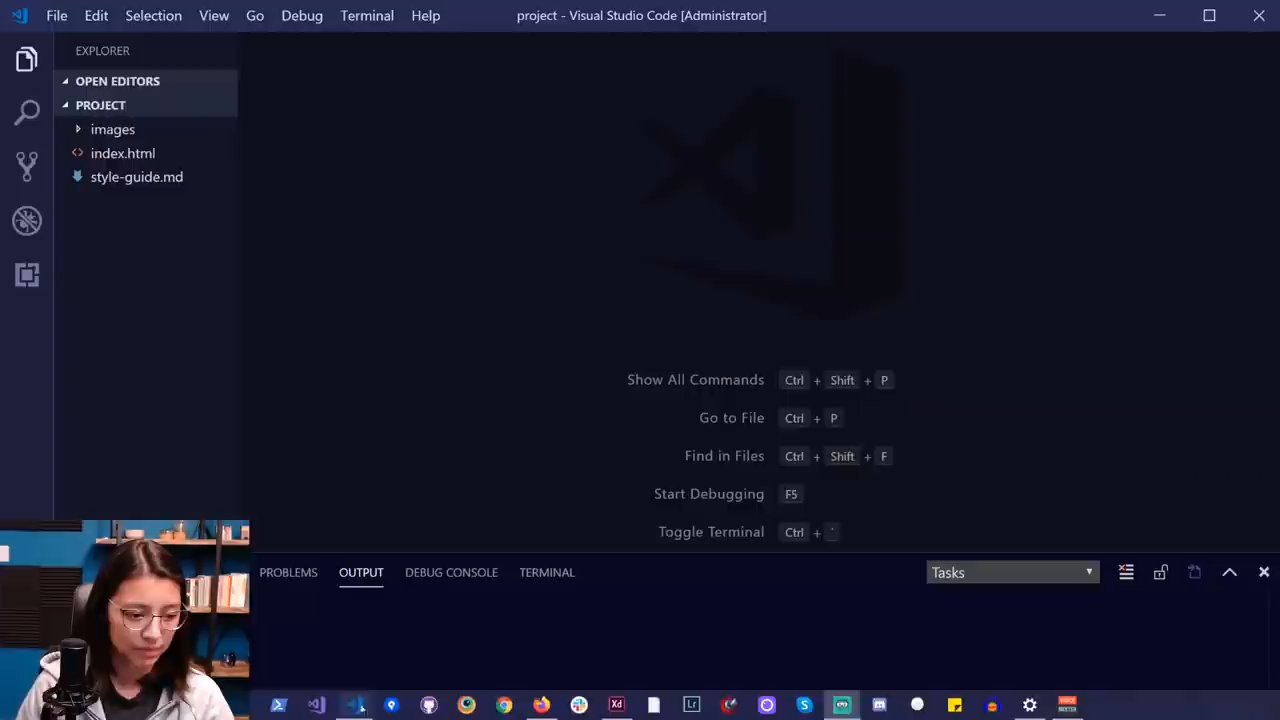 File Edit Selection View Go Debug Terminal Help
project - Visual Studio Code [Administrator]
EXPLORER
OPEN EDITORS
PROJECT
images
index.html
style-guide.md
Show All Commands Ctrl + Shift + P
Go to File Ctrl + P
Find in Files Ctrl + Shift + F
Start Debugging F5
Toggle Terminal Ctrl + `
PROBLEMS OUTPUT DEBUG CONSOLE TERMINAL
Tasks
Xd
Lr